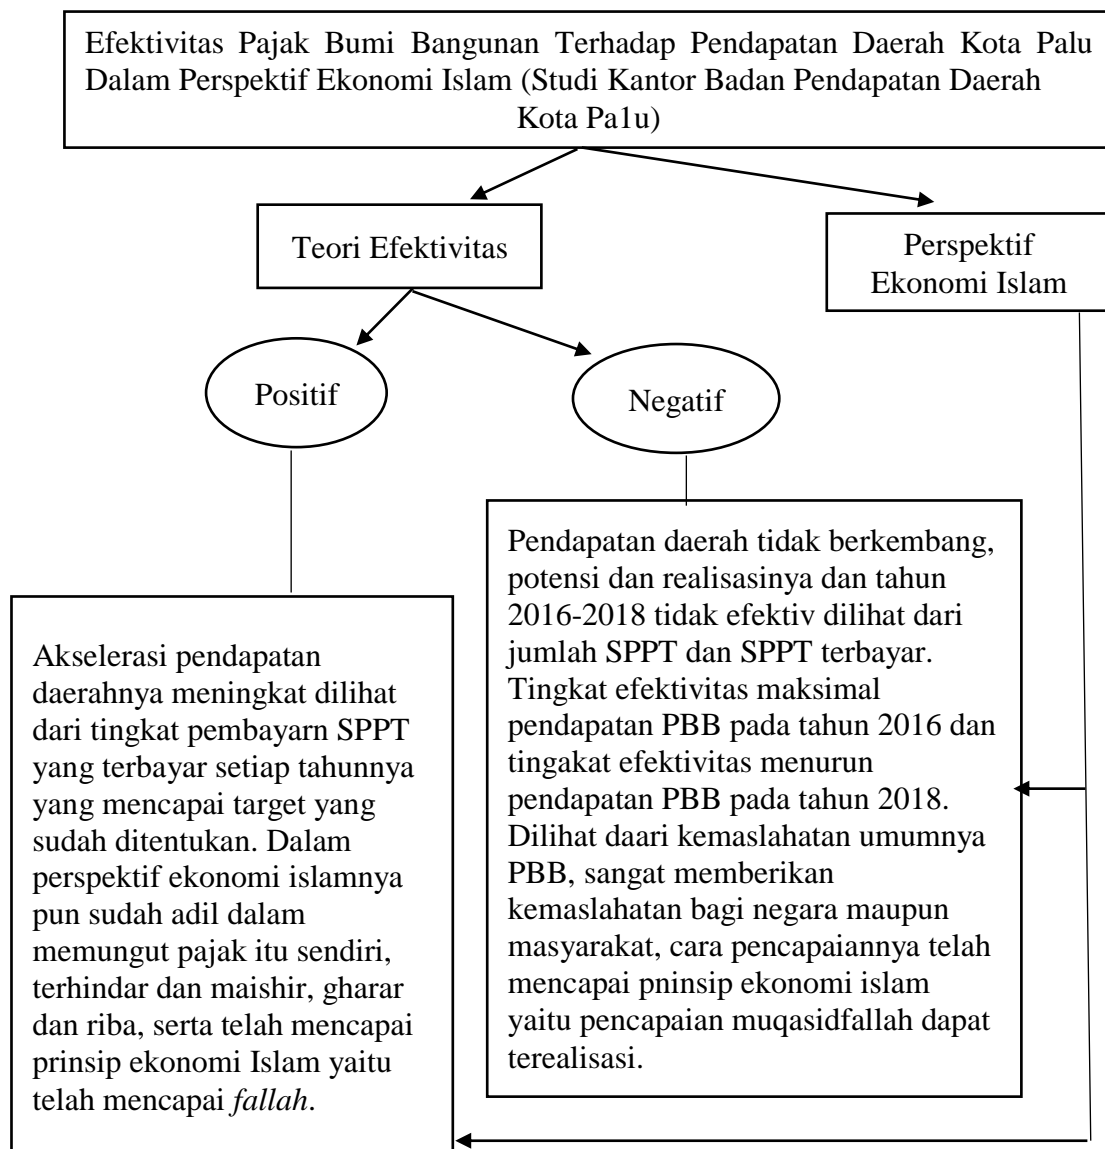 Efektivitas Pajak Bumi Bangunan Terhadap Pendapatan Daerah Kota Palu
Dalam Perspektif Ekonomi Islam (Studi Kantor Badan Pendapatan Daerah
Kota Pa1u)
Teori Efektivitas
Perspektif
Ekonomi Islam
Positif
Negatif
Pendapatan daerah tidak berkembang,
potensi dan realisasinya dan tahun
2016-2018 tidak efektiv dilihat dari
jumlah SPPT dan SPPT terbayar.
Tingkat efektivitas maksimal
pendapatan PBB pada tahun 2016 dan
tingakat efektivitas menurun
pendapatan PBB pada tahun 2018.
Dilihat daari kemaslahatan umumnya
PBB, sangat memberikan
kemaslahatan bagi negara maupun
masyarakat, cara pencapaiannya telah
mencapai pninsip ekonomi islam
yaitu pencapaian muqasidfallah dapat
terealisasi.
Akselerasi pendapatan
daerahnya meningkat dilihat
dari tingkat pembayarn SPPT
yang terbayar setiap tahunnya
yang mencapai target yang
sudah ditentukan. Dalam
perspektif ekonomi islamnya
pun sudah adil dalam
memungut pajak itu sendiri,
terhindar dan maishir, gharar
dan riba, serta telah mencapai
prinsip ekonomi Islam yaitu
telah mencapai fallah.